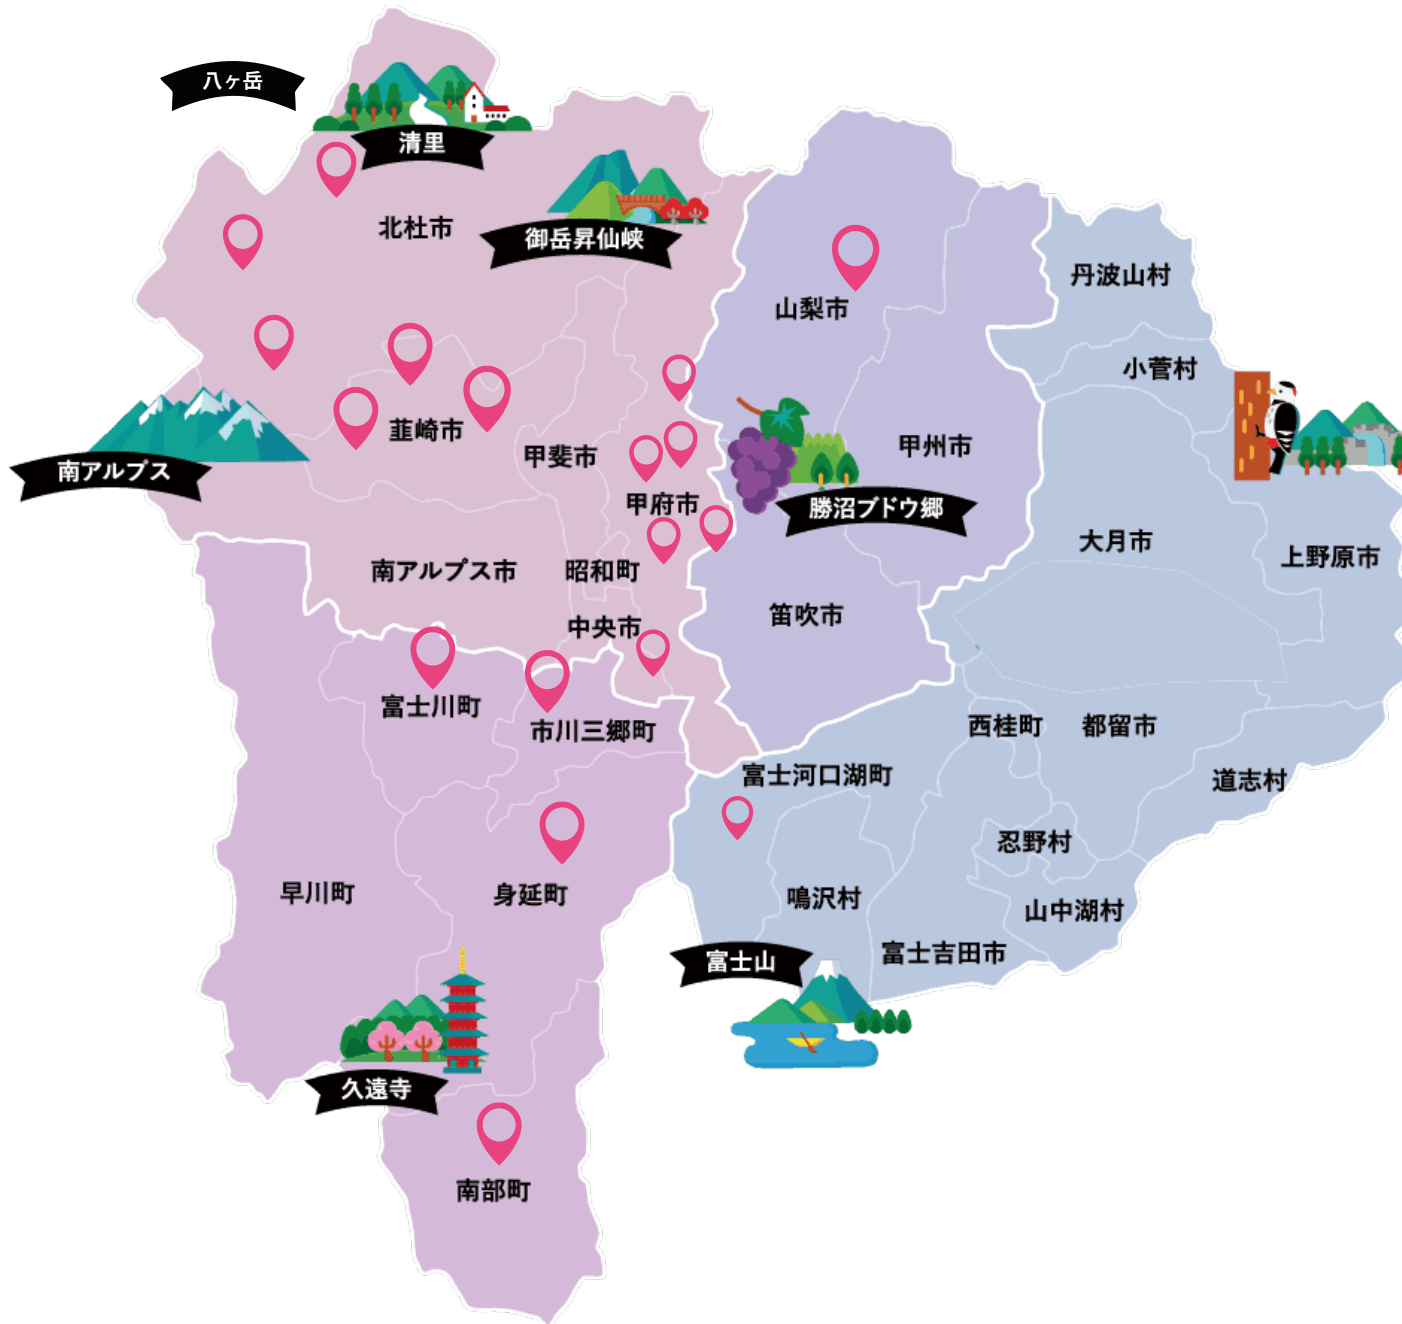 八ヶ岳
清里
北杜市
御岳昇仙峡
丹波山村
山梨市
小菅村
韮崎市
甲斐市
甲州市
南アルプス
甲府市
勝沼ブドウ郷
大月市
上野原市
南アルプス市
昭和町
笛吹市
中央市
富士川町
市川三郷町
西桂町
都留市
富士河口湖町
道志村
忍野村
早川町
身延町
鳴沢村
山中湖村
富士吉田市
富士山
久遠寺
南部町